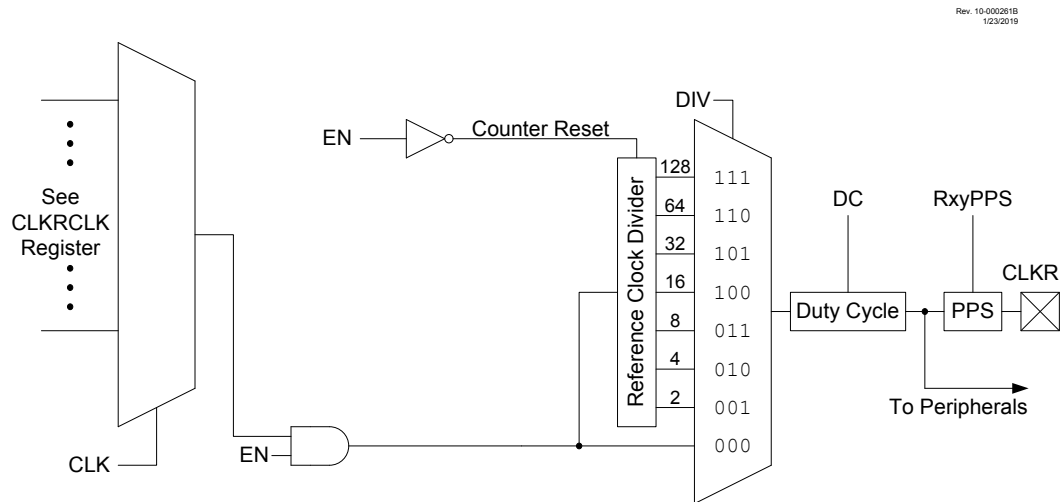 Rev. 10-000261B
1/23/2019
See
CLKRCLK
Register
CLK
EN
EN
Counter Reset
Reference Clock Divider
128
64
32
16
8
4
2
DIV
111
110
101
100
011
010
001
000
DC
Duty Cycle
RxyPPS
PPS
CLKR
To Peripherals